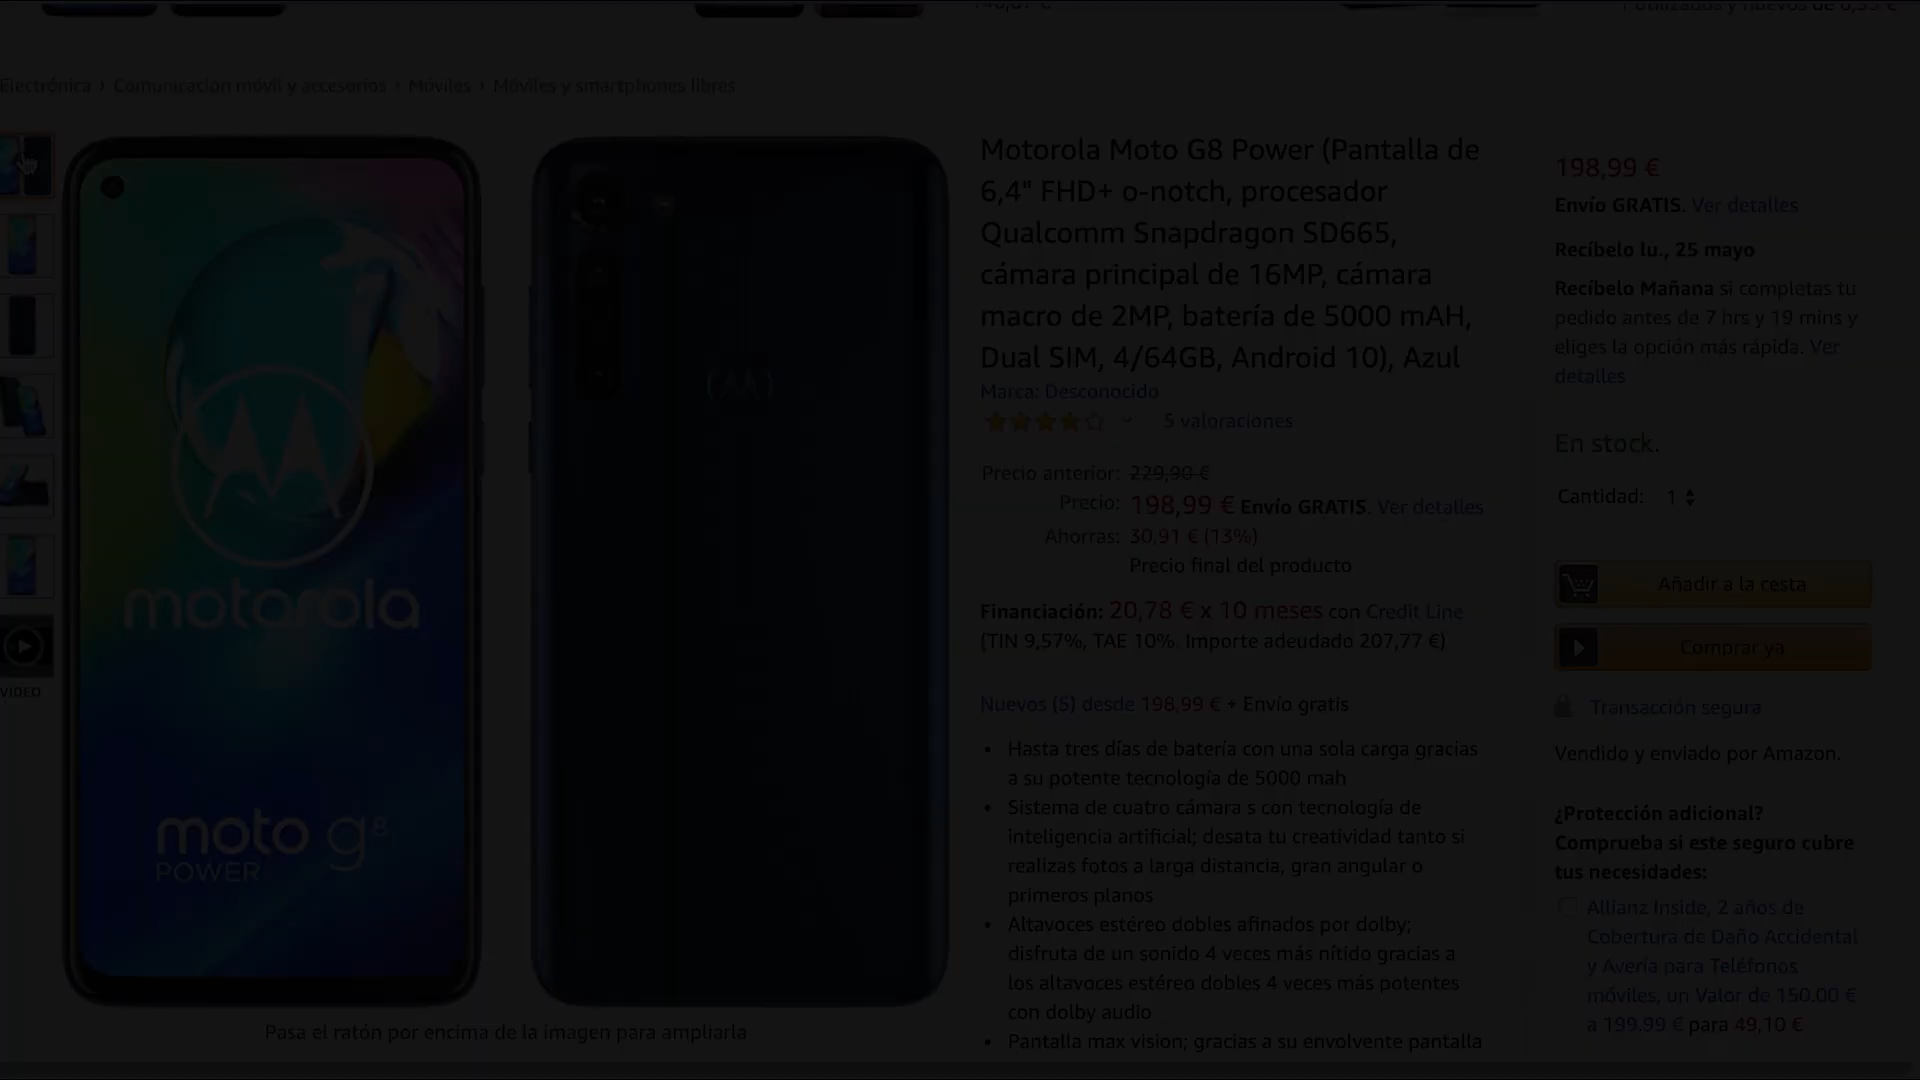 Electrónica › Comunicación móvil y accesorios › Móviles › Móviles y smartphones libres
motorola
moto g8
POWER
VIDEO
Pasa el ratón por encima de la imagen para ampliarla
Motorola Moto G8 Power (Pantalla de
6,4" FHD+ o-notch, procesador
Qualcomm Snapdragon SD665,
cámara principal de 16MP, cámara
macro de 2MP, batería de 5000 mAH,
Dual SIM, 4/64GB, Android 10), Azul
Marca: Desconocido
5 valoraciones
Precio anterior: 229,90 €
Precio: 198,99 € Envío GRATIS. Ver detalles
Ahorras: 30,91 € (13%)
Precio final del producto
Financiación: 20,78 € x 10 meses con Credit Line
(TIN 9,57%, TAE 10%. Importe adeudado 207,77 €)
Nuevos (5) desde 198,99 € + Envío gratis
• Hasta tres días de batería con una sola carga gracias
a su potente tecnología de 5000 mah
• Sistema de cuatro cámara s con tecnología de
inteligencia artificial; desata tu creatividad tanto si
realizas fotos a larga distancia, gran angular o
primeros planos
• Altavoces estéreo dobles afinados por dolby;
disfruta de un sonido 4 veces más nítido gracias a
los altavoces estéreo dobles 4 veces más potentes
con dolby audio
• Pantalla max vision; gracias a su envolvente pantalla
198,99 €
Envío GRATIS. Ver detalles
Recíbelo lu., 25 mayo
Recíbelo Mañana si completas tu
pedido antes de 7 hrs y 19 mins y
eliges la opción más rápida. Ver
detalles
En stock.
Cantidad: 1
Añadir a la cesta
Comprar ya
Transacción segura
Vendido y enviado por Amazon.
¿Protección adicional?
Comprueba si este seguro cubre
tus necesidades:
Allianz Inside, 2 años de
Cobertura de Daño Accidental
y Avería para Teléfonos
móviles, un Valor de 150.00 €
a 199.99 € para 49,10 €